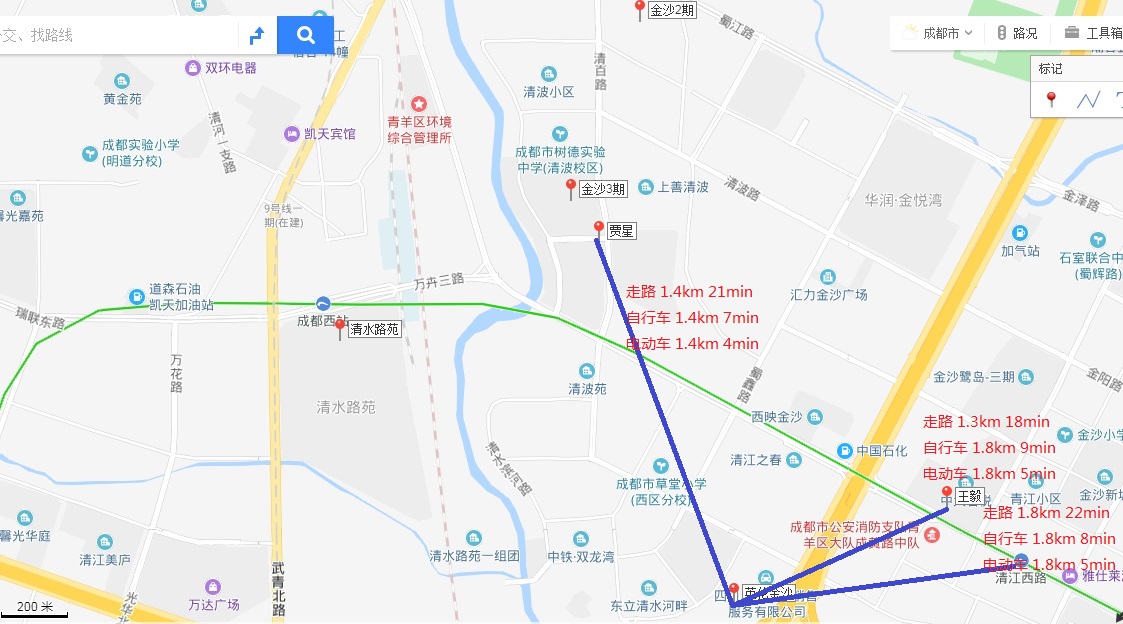 交、找路线
金沙2期
蜀江路
成都市
路况
工具箱
标记
双环电器
黄金苑
清百路
清波小区
青羊区环境
综合管理所
凯天宾馆
清河一支路
成都实验小学
(明道分校)
成都市树德实验
中学(清波校区)
金沙3期
上善清波
清波路
华润·金悦湾
金泽路
馨光嘉苑
9号线一
期(在建)
贾星
加气站
石室联合中
(蜀辉路)
万卉三路
汇力金沙广场
道森石油
凯天加油站
走路 1.4km 21min
自行车 1.4km 7min
电动车 1.4km 4min
瑞联东路
成都西站
清水路苑
万花路
清波苑
蜀鑫路
金沙鹭岛-三期
金阳路
清水路苑
西映金沙
走路 1.3km 18min
自行车 1.8km 9min
电动车 1.8km 5min
中国石化
金沙小学
清江之春
清水滨河路
成都市草堂小学
(西区分校)
王毅
青江小区
金沙新城
走路 1.8km 22min
自行车 1.8km 8min
电动车 1.8km 5min
馨光华庭
清江美庐
成都市公安消防支队青
羊区大队成黄路中队
清水路苑一组团
中铁·双龙湾
清江西路
雅仕莱
武青北路
万达广场
光华北
200 米
东立清水河畔
英伦金沙
服务有限公司